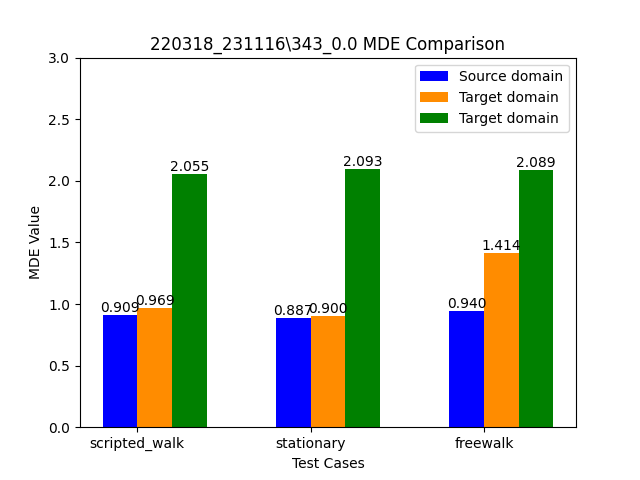 220318_231116\343_0.0 MDE Comparison
3.0
2.5
2.0
1.5
1.0
0.5
0.0
MDE Value
Source domain
Target domain
Target domain
0.909
0.969
2.055
0.887
0.900
2.093
0.940
1.414
2.089
scripted_walk
stationary
freewalk
Test Cases